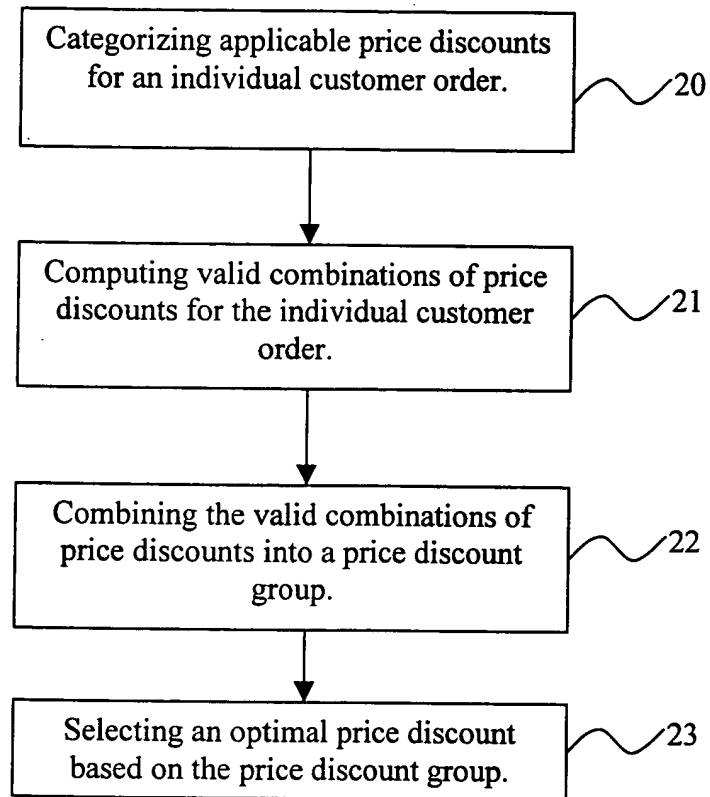 Categorizing applicable price discounts
for an individual customer order.
20
Computing valid combinations of price
discounts for the individual customer
order.
21
Combining the valid combinations of
price discounts into a price discount
group.
22
Selecting an optimal price discount
based on the price discount group.
23